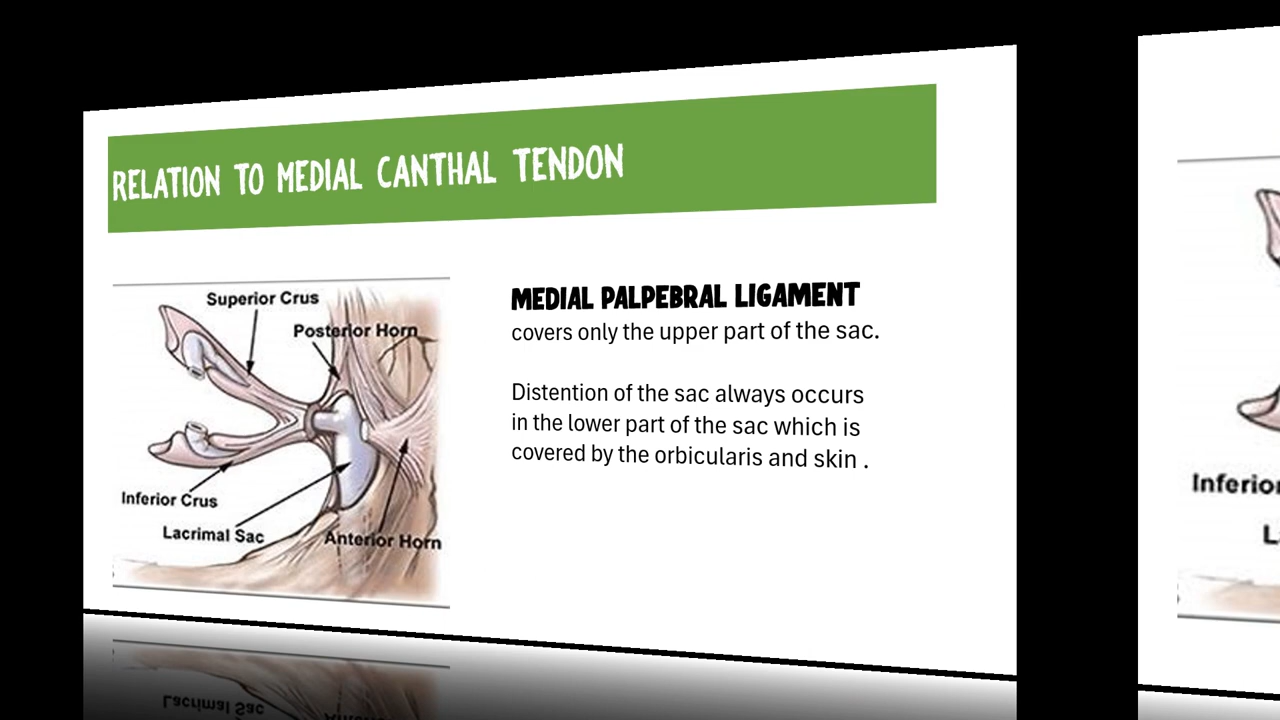 RELATION TO MEDIAL CANTHAL TENDON
Superior Crus
Posterior Horn
Inferior Crus
Lacrimal Sac
Anterior Horn
MEDIAL PALPEBRAL LIGAMENT
covers only the upper part of the sac.
Distention of the sac always occurs
in the lower part of the sac which is
covered by the orbicularis and skin .
Lacrimal Sac